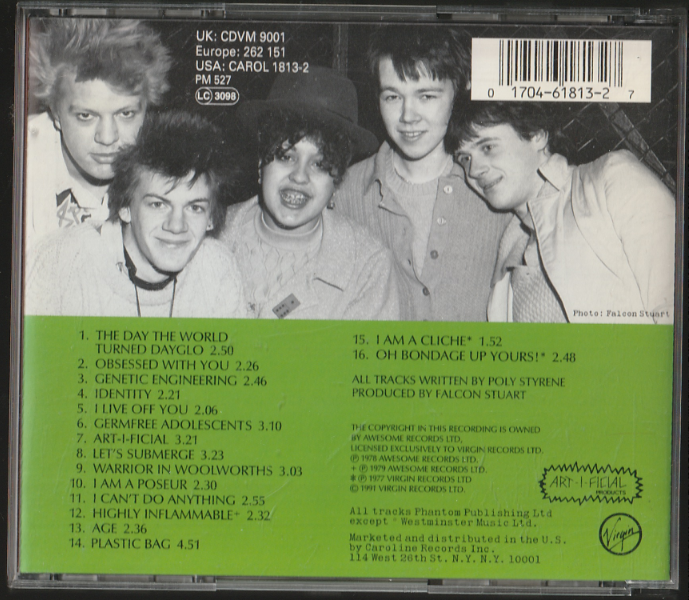 UK: CDVM 9001
Europe: 262 151
USA: CAROL 1813-2
PM 527
LC 3098
0 1704-61813-2 7
Photo: Falcon Stuart
1. THE DAY THE WORLD
TURNED DAYGLO 2.50
2. OBSESSED WITH YOU 2.26
3. GENETIC ENGINEERING 2.46
4. IDENTITY 2.21
5. I LIVE OFF YOU 2.06
6. GERMFREE ADOLESCENTS 3.10
7. ART-I-FICIAL 3.21
8. LET'S SUBMERGE 3.23
9. WARRIOR IN WOOLWORTHS 3.03
10. I AM A POSEUR 2.30
11. I CAN'T DO ANYTHING 2.55
12. HIGHLY INFLAMMABLE+ 2.32
13. AGE 2.36
14. PLASTIC BAG 4.51
15. I AM A CLICHE* 1.52
16. OH BONDAGE UP YOURS!* 2.48
ALL TRACKS WRITTEN BY POLY STYRENE
PRODUCED BY FALCON STUART
THE COPYRIGHT IN THIS RECORDING IS OWNED
BY AWESOME RECORDS LTD,
LICENSED EXCLUSIVELY TO VIRGIN RECORDS LTD.
℗ 1978 AWESOME RECORDS LTD.
+ ℗ 1979 AWESOME RECORDS LTD.
* ℗ 1977 VIRGIN RECORDS LTD
© 1991 VIRGIN RECORDS LTD.
ART-I-FICIAL
PRODUCTS
All tracks Phantom Publishing Ltd
except * Westminster Music Ltd.
Marketed and distributed in the U.S.
by Caroline Records Inc.
114 West 26th St. N.Y. N.Y. 10001
Virgin